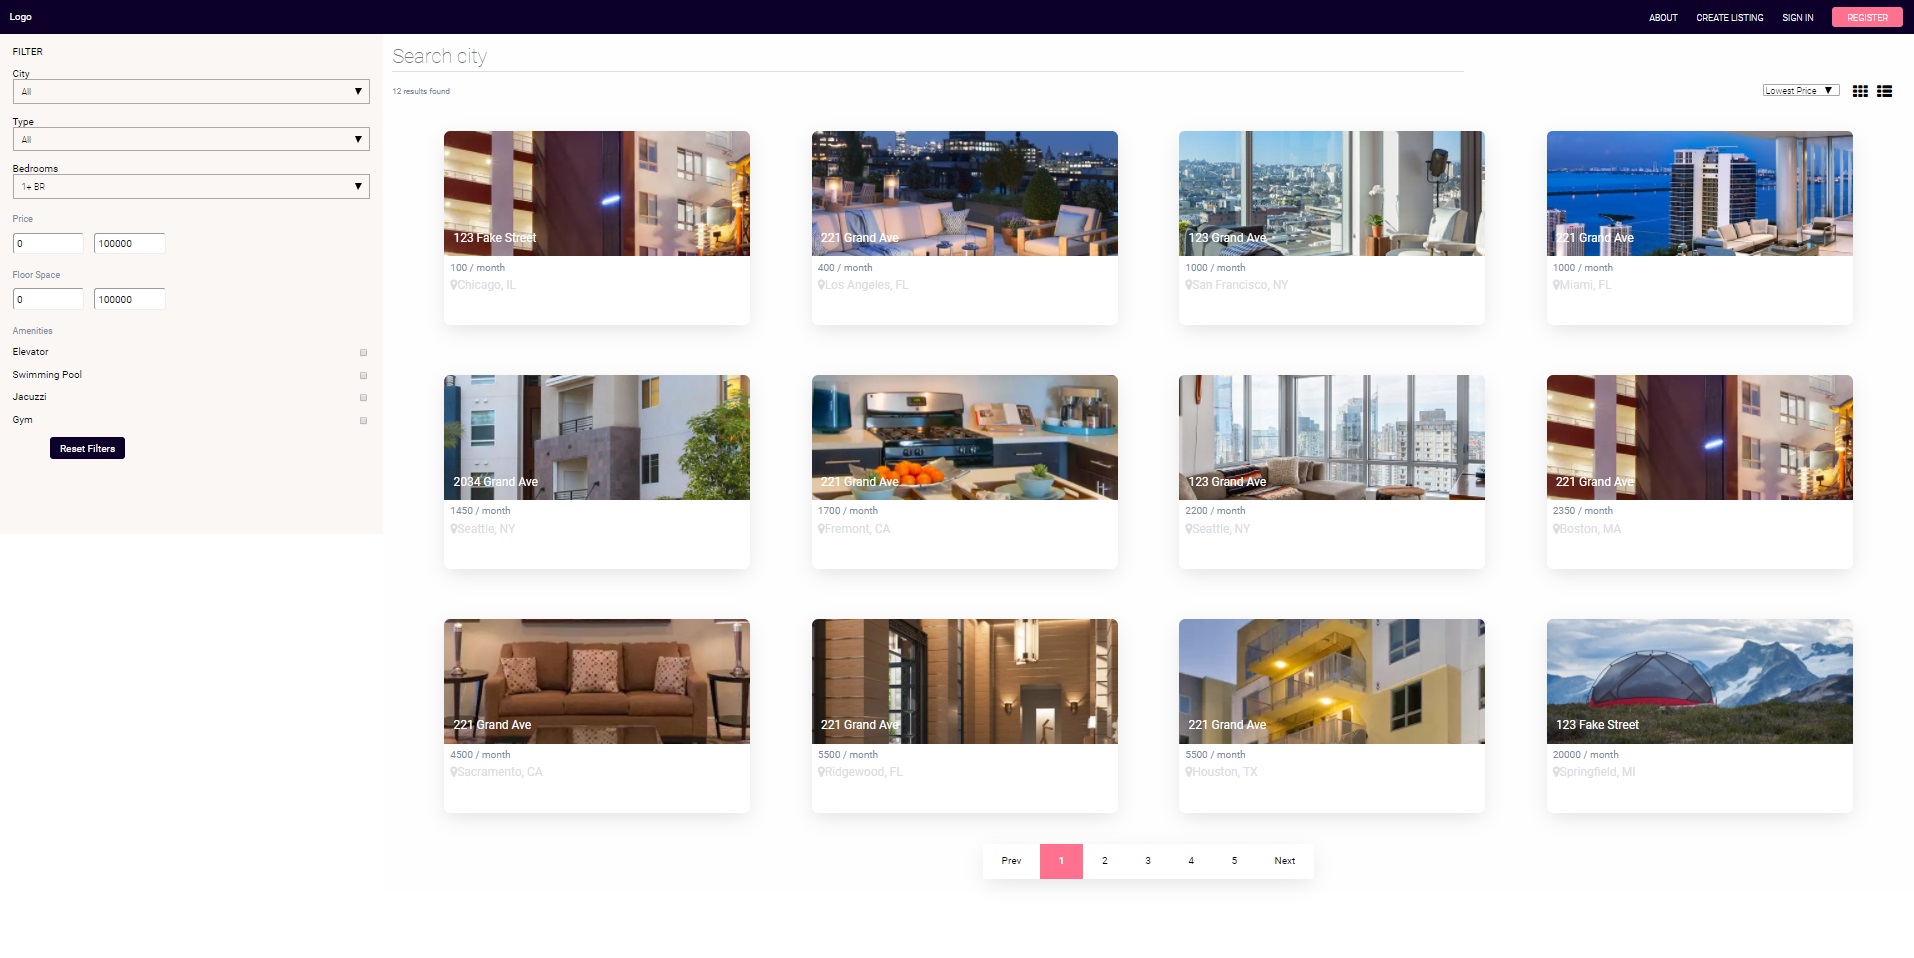 Logo
ABOUT
CREATE LISTING
SIGN IN
REGISTER
FILTER
City
All
Type
All
Bedrooms
1+ BR
Price
0
100000
Floor Space
0
100000
Amenities
Elevator
Swimming Pool
Jacuzzi
Gym
Reset Filters
Search city
12 results found
Lowest Price
123 Fake Street
100 / month
Chicago, IL
221 Grand Ave
400 / month
Los Angeles, FL
123 Grand Ave
1000 / month
San Francisco, NY
221 Grand Ave
1000 / month
Miami, FL
2034 Grand Ave
1450 / month
Seattle, NY
221 Grand Ave
1700 / month
Fremont, CA
123 Grand Ave
2200 / month
Seattle, NY
221 Grand Ave
2350 / month
Boston, MA
221 Grand Ave
4500 / month
Sacramento, CA
221 Grand Ave
5500 / month
Ridgewood, FL
221 Grand Ave
5500 / month
Houston, TX
123 Fake Street
20000 / month
Springfield, MI
Prev 1 2 3 4 5 Next